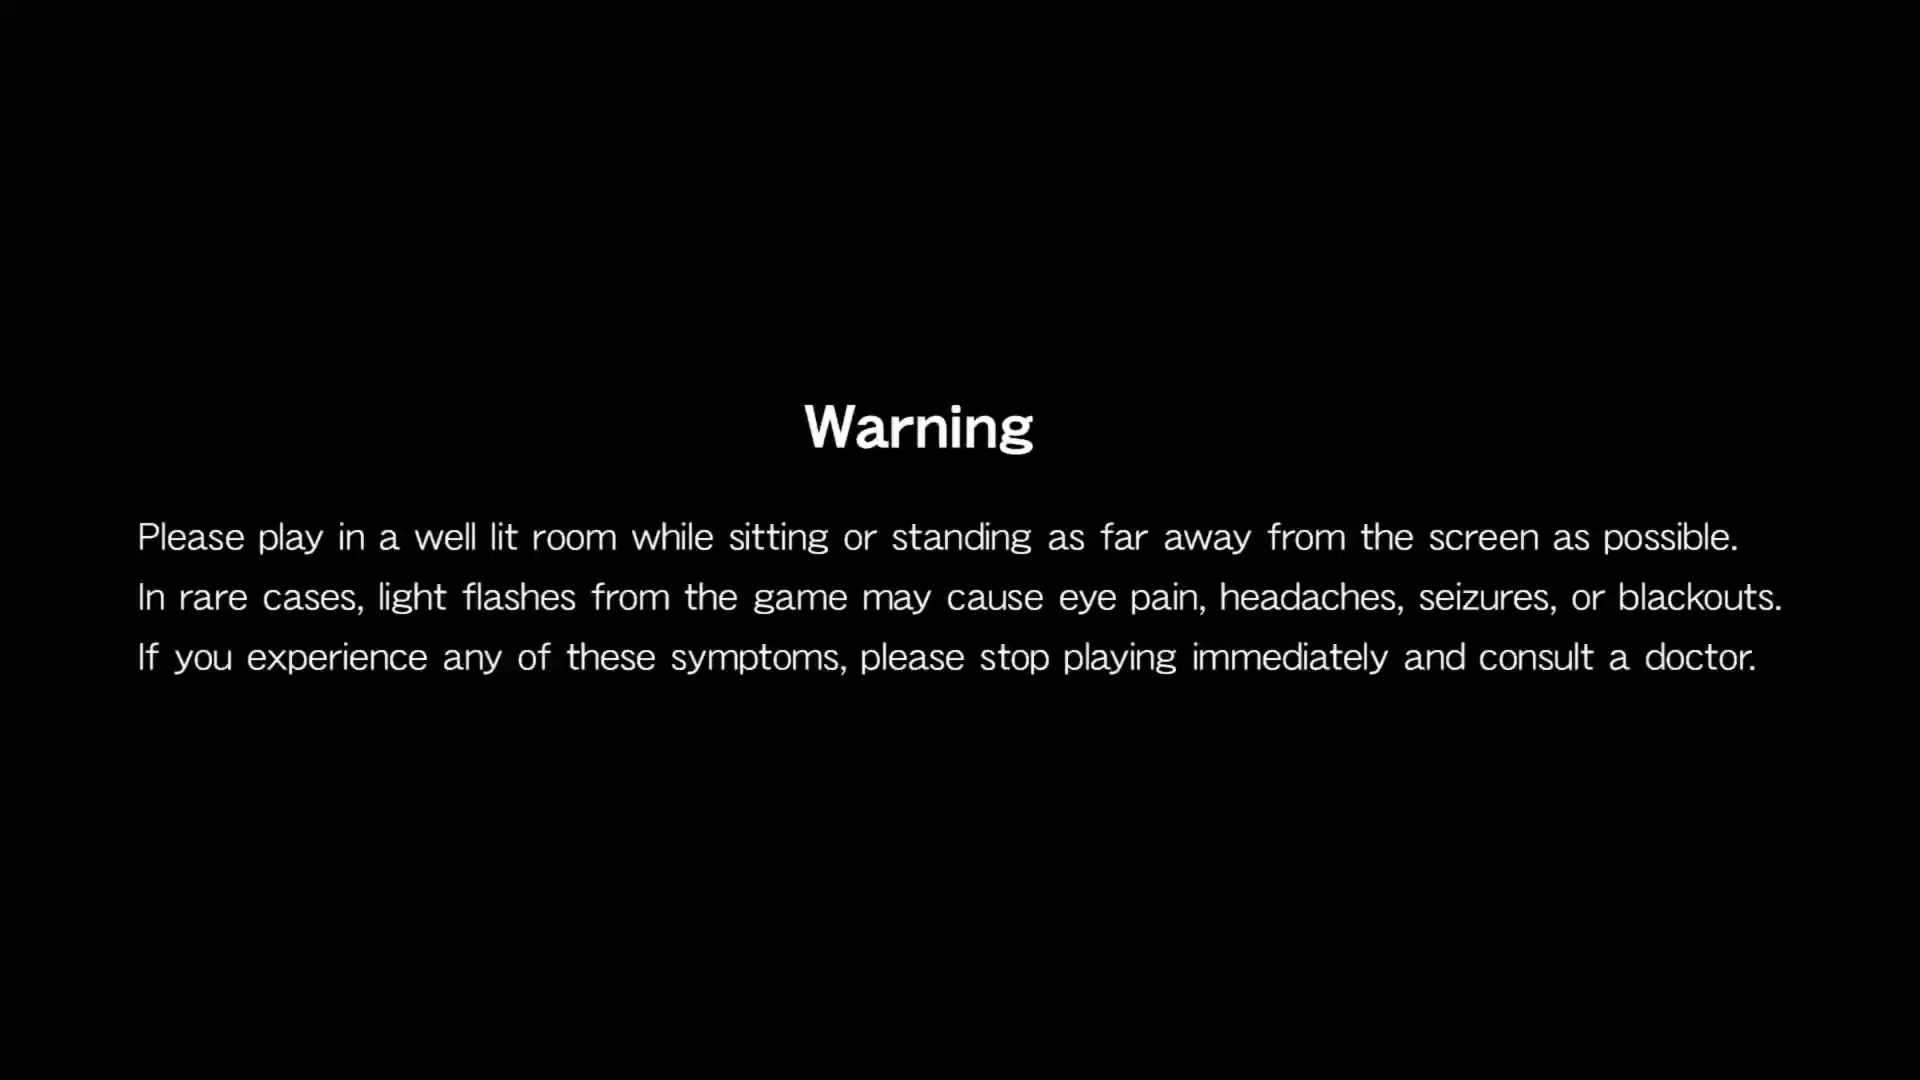 Warning
Please play in a well lit room while sitting or standing as far away from the screen as possible.
In rare cases, light flashes from the game may cause eye pain, headaches, seizures, or blackouts.
If you experience any of these symptoms, please stop playing immediately and consult a doctor.